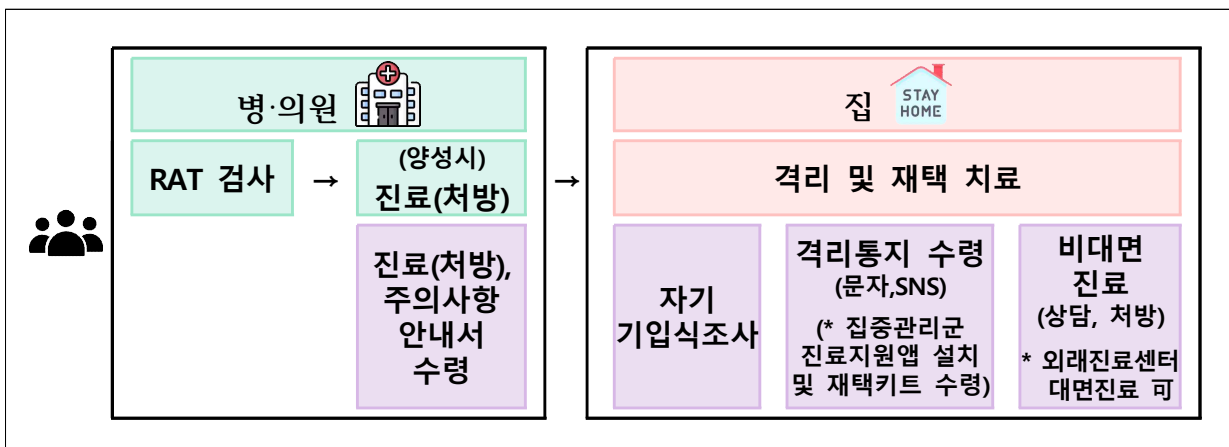 병·의원
RAT 검사
→
(양성시)
진료(처방)
진료(처방),
주의사항
안내서
수령
→
집
STAY
HOME
격리 및 재택 치료
자기
기입식조사
격리통지 수령
(문자,SNS)
(* 집중관리군
진료지원앱 설치
및 재택키트 수령)
비대면
진료
(상담, 처방)
* 외래진료센터
대면진료 可